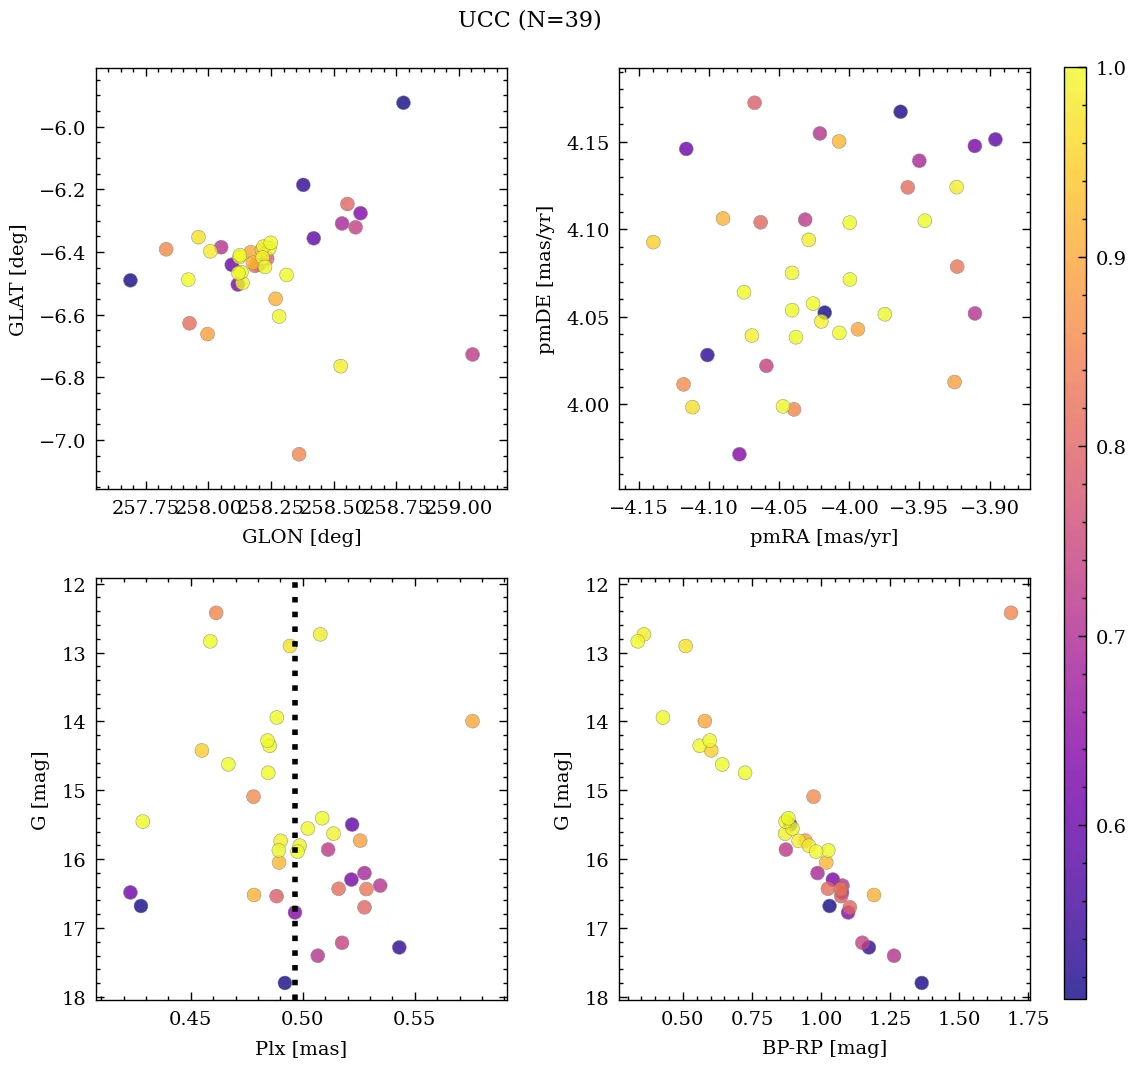 UCC (N=39)
−6.0
−6.2
−6.4
−6.6
−6.8
−7.0
GLAT [deg]
257.75 258.00 258.25 258.50 258.75 259.00
GLON [deg]
4.15
4.10
4.05
4.00
pmDE [mas/yr]
−4.15 −4.10 −4.05 −4.00 −3.95 −3.90
pmRA [mas/yr]
1.0
0.9
0.8
0.7
0.6
12
13
14
15
16
17
18
G [mag]
0.45 0.50 0.55
Plx [mas]
12
13
14
15
16
17
18
G [mag]
0.50 0.75 1.00 1.25 1.50 1.75
BP-RP [mag]